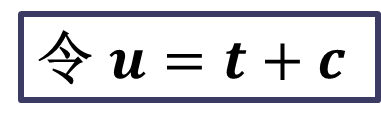 令 u = t + c